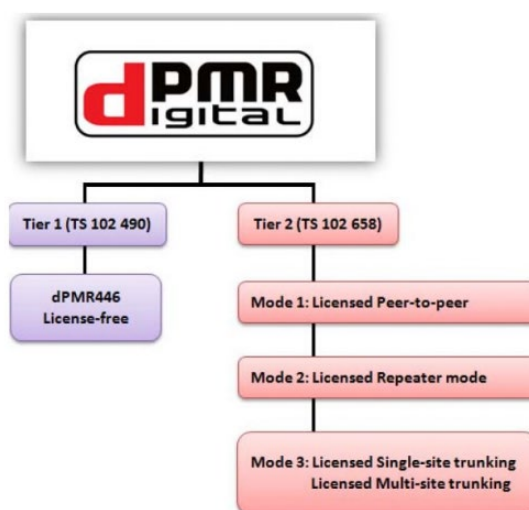 dPMR
digital
Tier 1 (TS 102 490)
Tier 2 (TS 102 658)
dPMR446
License-free
Mode 1: Licensed Peer-to-peer
Mode 2: Licensed Repeater mode
Mode 3: Licensed Single-site trunking
Licensed Multi-site trunking